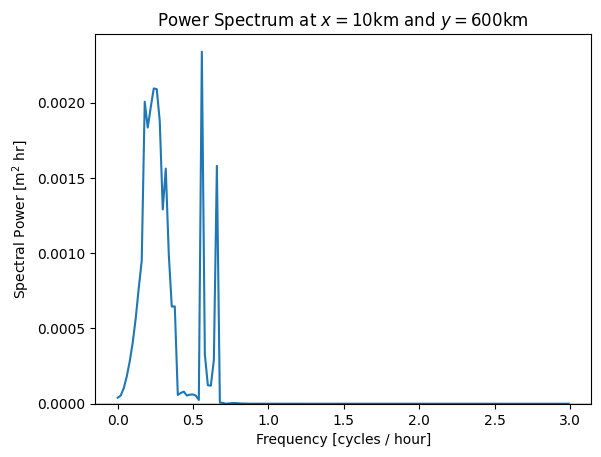 Power Spectrum at x = 10km and y = 600km
Spectral Power [m² hr]
0.0020
0.0015
0.0010
0.0005
0.0000
0.0 0.5 1.0 1.5 2.0 2.5 3.0
Frequency [cycles / hour]